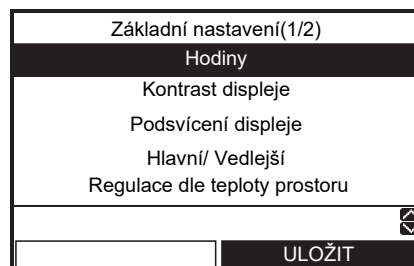 Základní nastavení(1/2)
Hodiny
Kontrast displeje
Podsvícení displeje
Hlavní/ Vedlejší
Regulace dle teploty prostoru
ULOŽIT